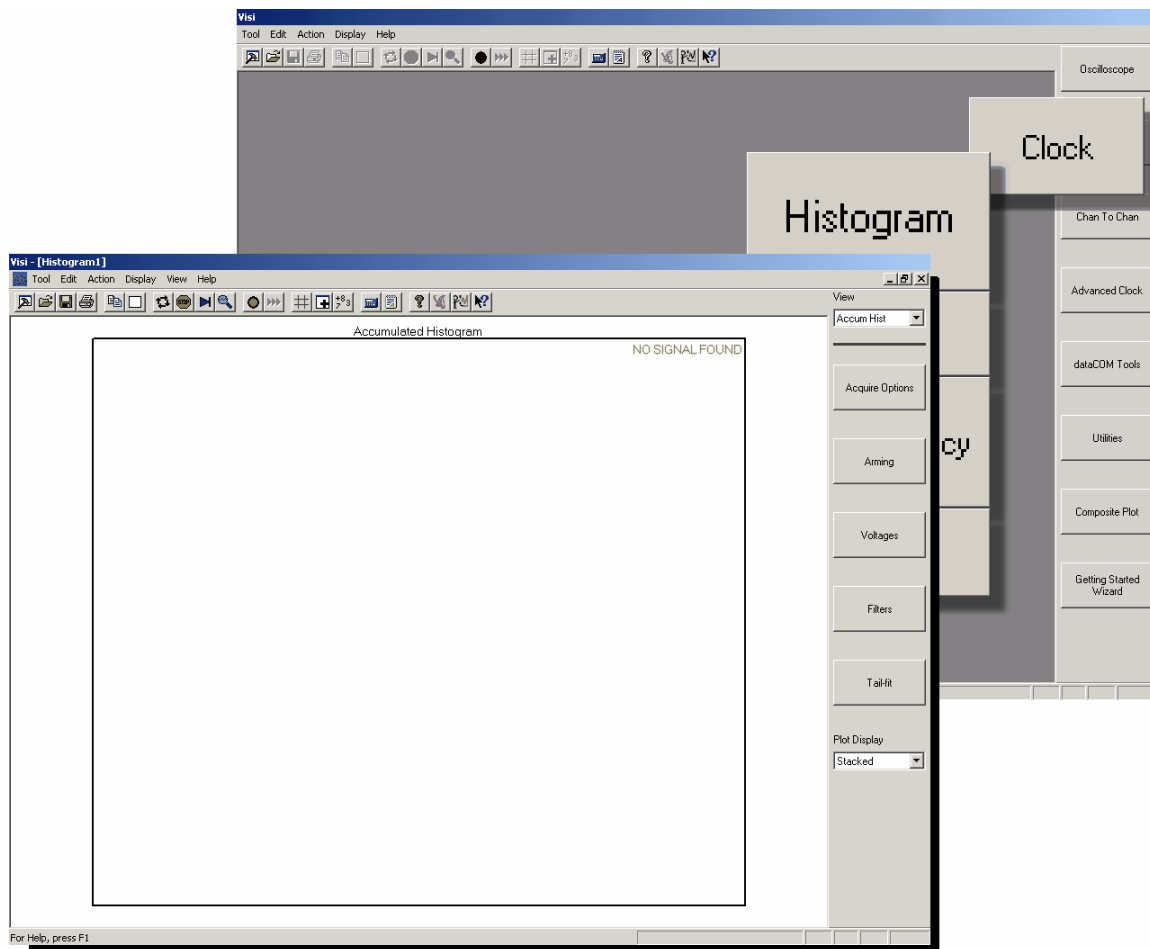 Visi
Tool Edit Action Display Help
Oscilloscope
Clock
Histogram
Chan To Chan
Advanced Clock
dataCOM Tools
cy
Utilities
Composite Plot
Getting Started
Wizard
Visi - [Histogram1]
Tool Edit Action Display View Help
View
Accum Hist
Accumulated Histogram
NO SIGNAL FOUND
Acquire Options
Arming
Voltages
Filters
Tail-fit
Plot Display
Stacked
For Help, press F1